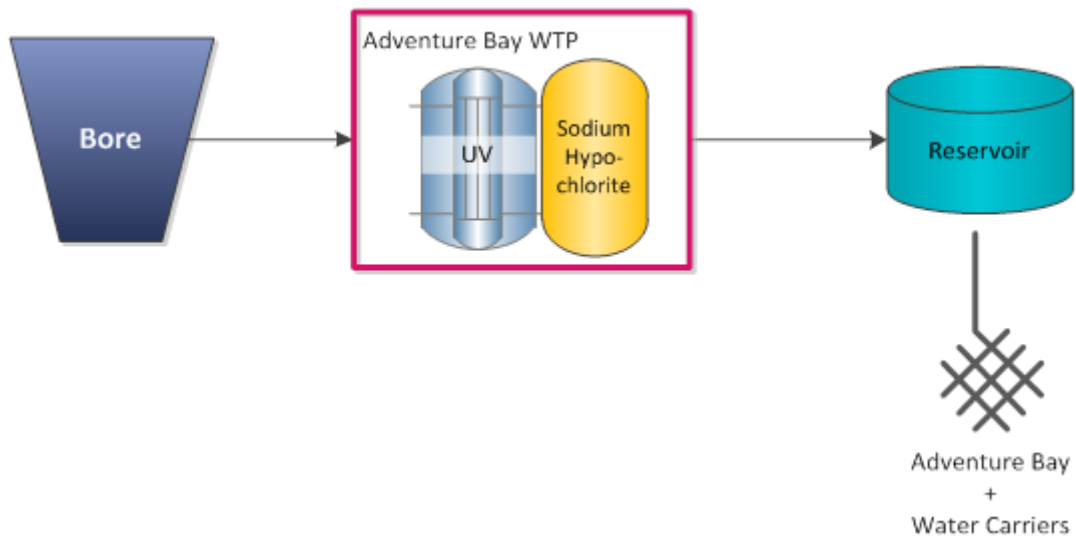 Adventure Bay WTP
Bore
UV
Sodium
Hypo-
chlorite
Reservoir
Adventure Bay
+
Water Carriers